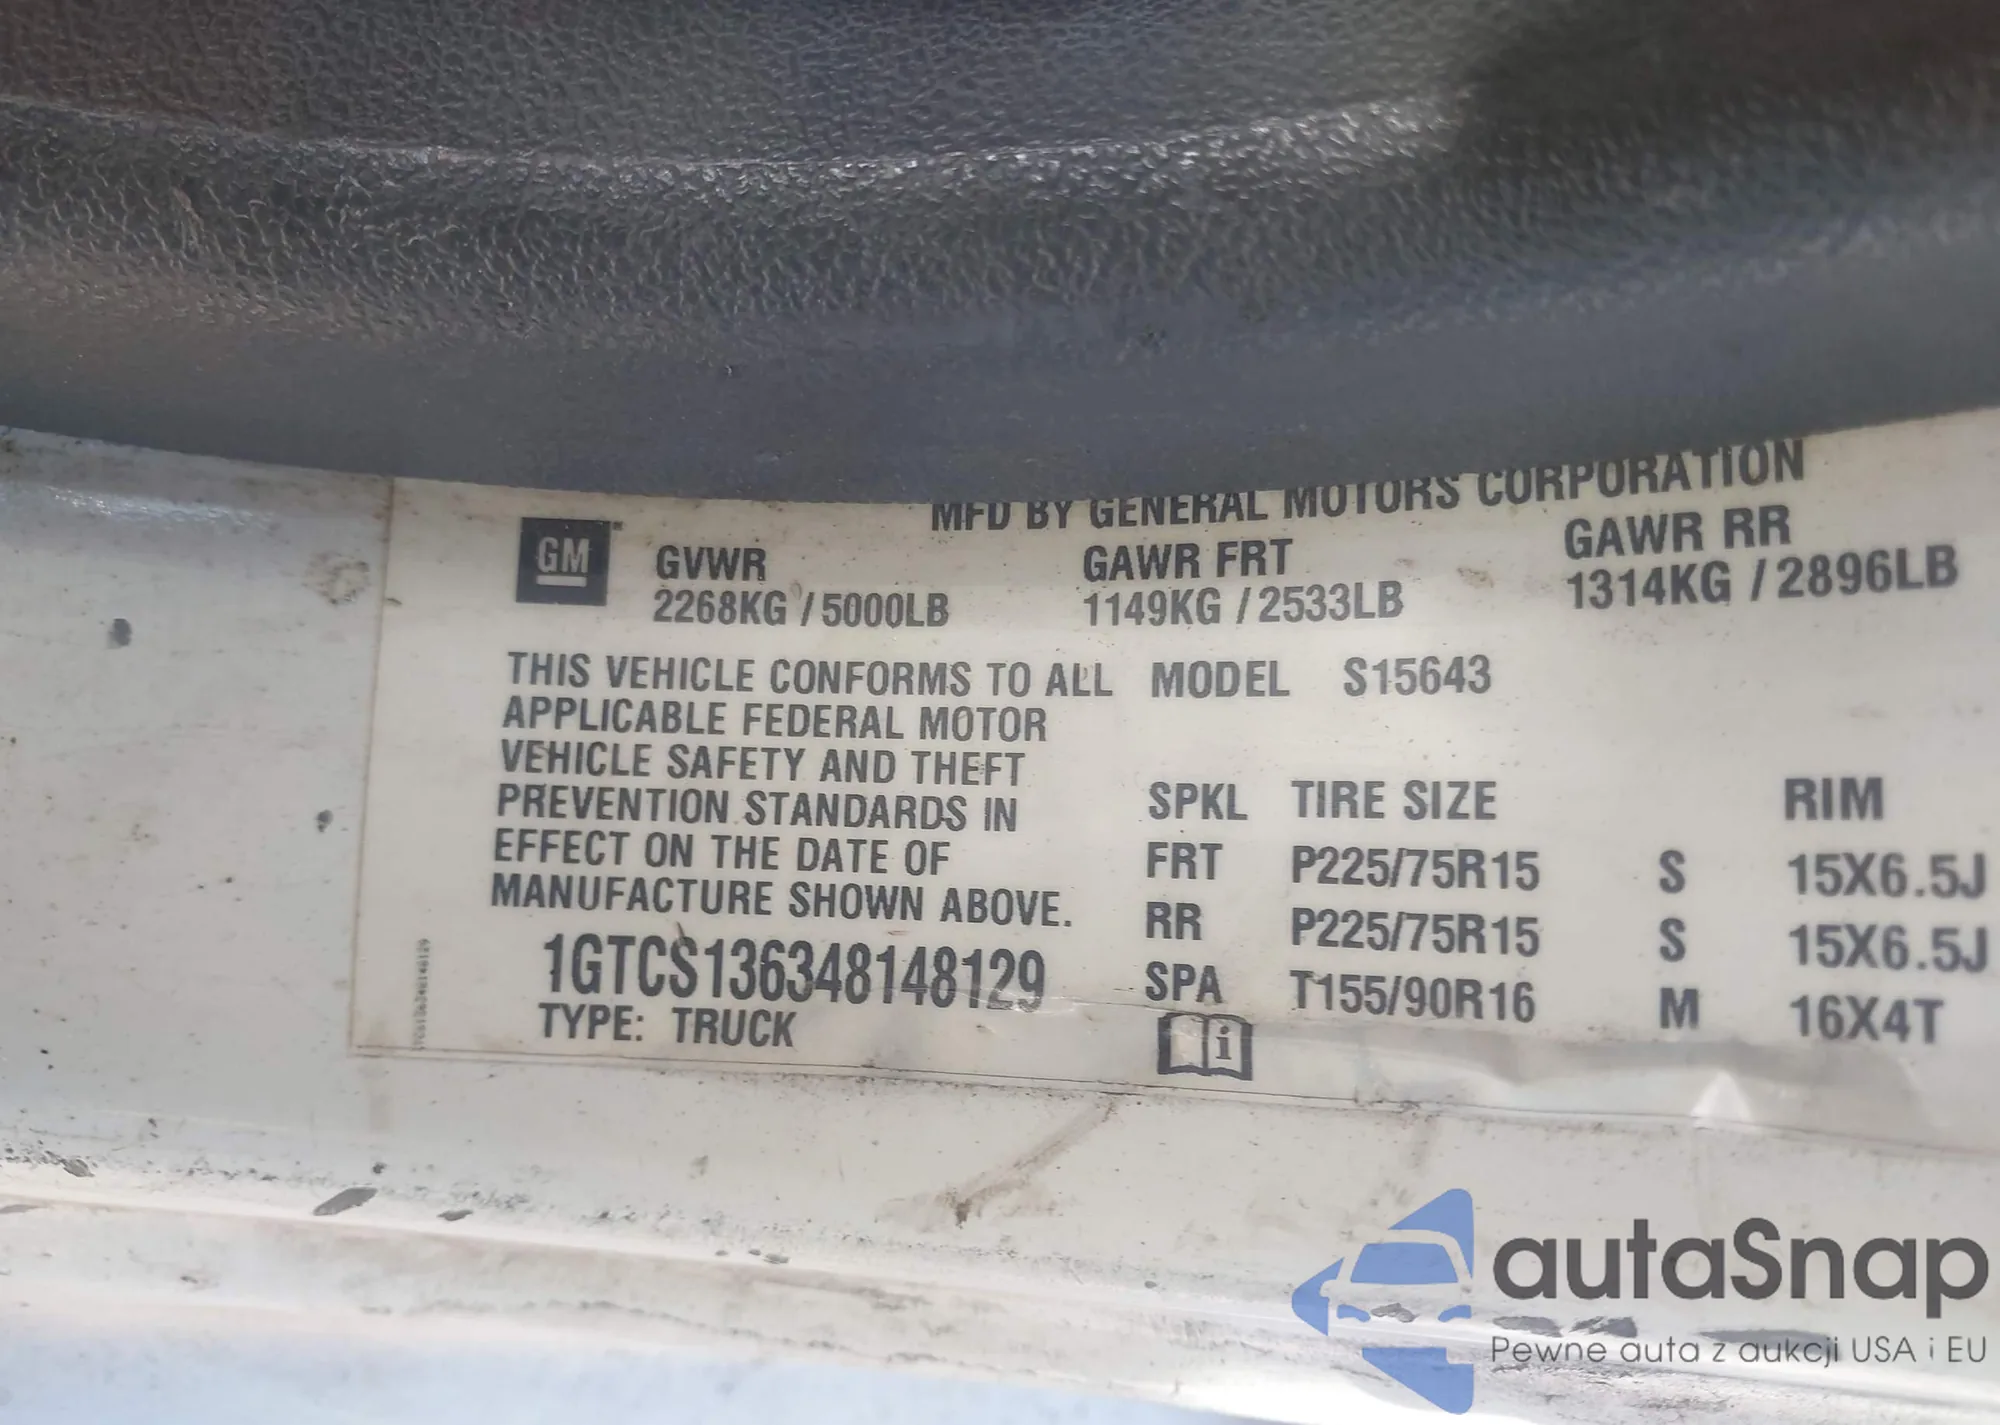 MFD BY GENERAL MOTORS CORPORATION
GM
GVWR GAWR FRT GAWR RR
2268KG / 5000LB 1149KG / 2533LB 1314KG / 2896LB
THIS VEHICLE CONFORMS TO ALL MODEL S15643
APPLICABLE FEDERAL MOTOR
VEHICLE SAFETY AND THEFT
PREVENTION STANDARDS IN SPKL TIRE SIZE RIM
EFFECT ON THE DATE OF FRT P225/75R15 S 15X6.5J
MANUFACTURE SHOWN ABOVE. RR P225/75R15 S 15X6.5J
1GTCS136348148129 SPA T155/90R16 M 16X4T
TYPE: TRUCK
i
autaSnap
Pewne auta z aukcji USA i EU